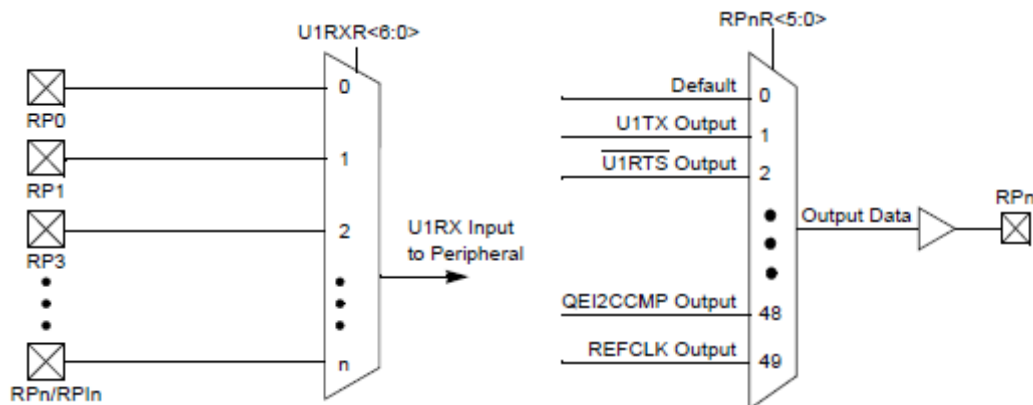 U1RXR<6:0>
RP0
0
RP1
1
RP3
2
U1RX Input
to Peripheral
RPn/RPIn
n
RPnR<5:0>
Default
0
U1TX Output
1
U1RTS Output
2
Output Data
RPn
QEI2CCMP Output
48
REFCLK Output
49